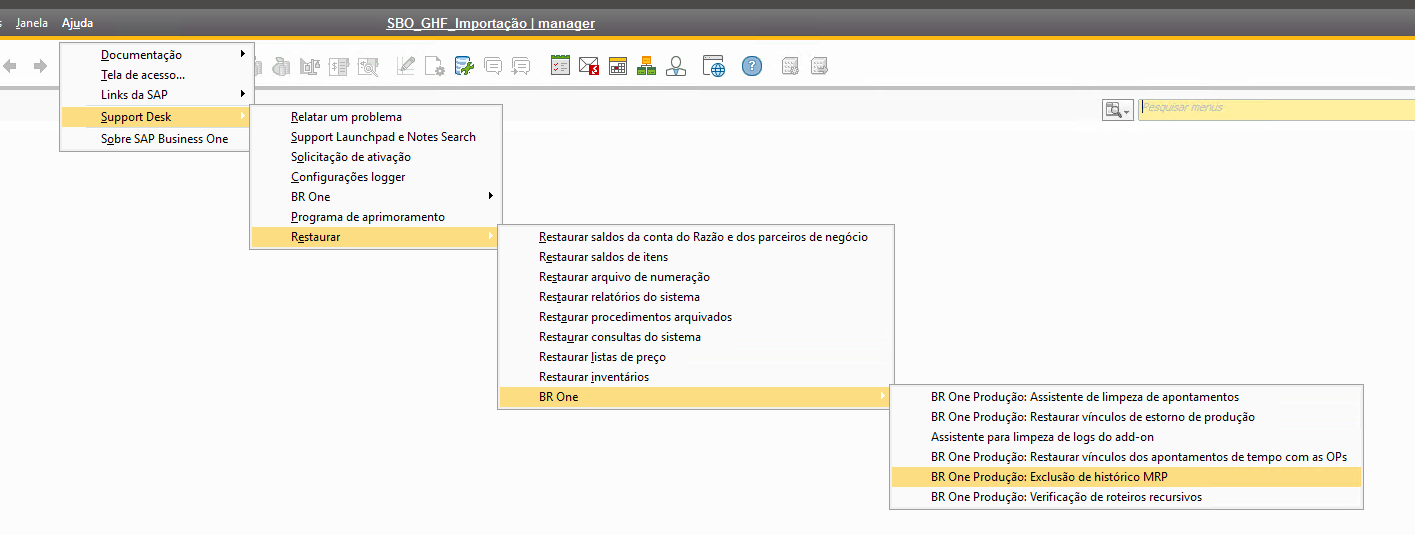 Janela Ajuda SBO_GHF_Importação | manager
Documentação
Tela de acesso...
Links da SAP
Pesquisar menus
Support Desk
Sobre SAP Business One
Relatar um problema
Support Launchpad e Notes Search
Solicitação de ativação
Configurações logger
BR One
Programa de aprimoramento
Restaurar
Restaurar saldos da conta do Razão e dos parceiros de negócio
Restaurar saldos de itens
Restaurar arquivo de numeração
Restaurar relatórios do sistema
Restaurar procedimentos arquivados
Restaurar consultas do sistema
Restaurar listas de preço
Restaurar inventários
BR One
BR One Produção: Assistente de limpeza de apontamentos
BR One Produção: Restaurar vínculos de estorno de produção
Assistente para limpeza de logs do add-on
BR One Produção: Restaurar vínculos dos apontamentos de tempo com as OPs
BR One Produção: Exclusão de histórico MRP
BR One Produção: Verificação de roteiros recursivos